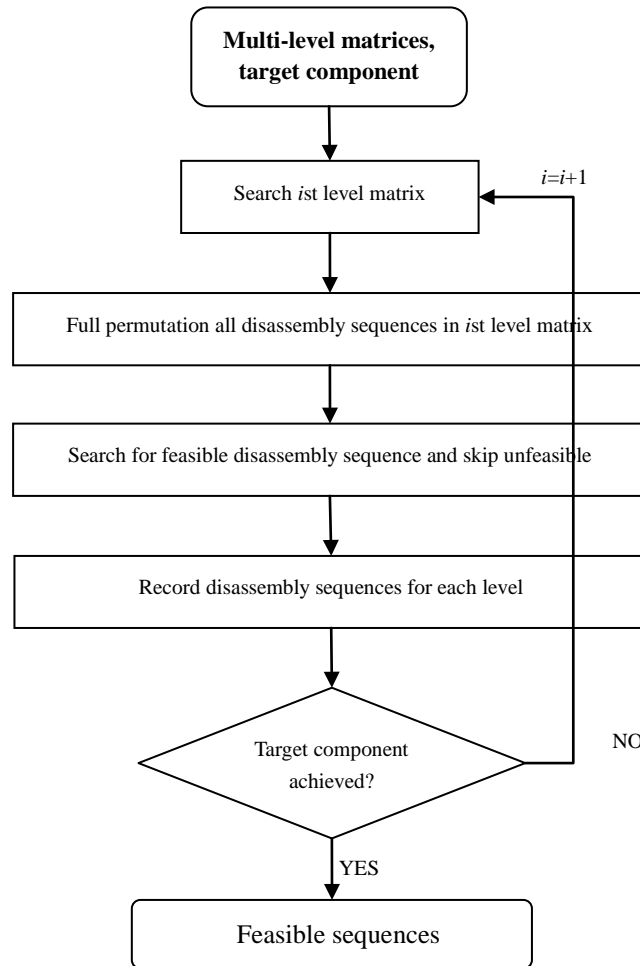 Multi-level matrices,
target component
i=i+1
Search ist level matrix
Full permutation all disassembly sequences in ist level matrix
Search for feasible disassembly sequence and skip unfeasible
Record disassembly sequences for each level
Target component
achieved?
NO
YES
Feasible sequences